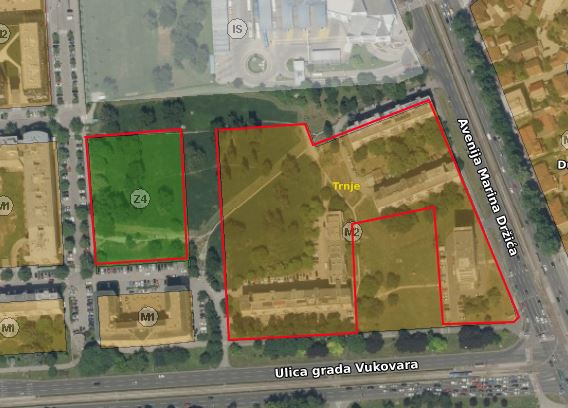 IS
Z4
Trnje
M2
M1
Avenija Marina Držića
Ulica grada Vukovara
M1
M1